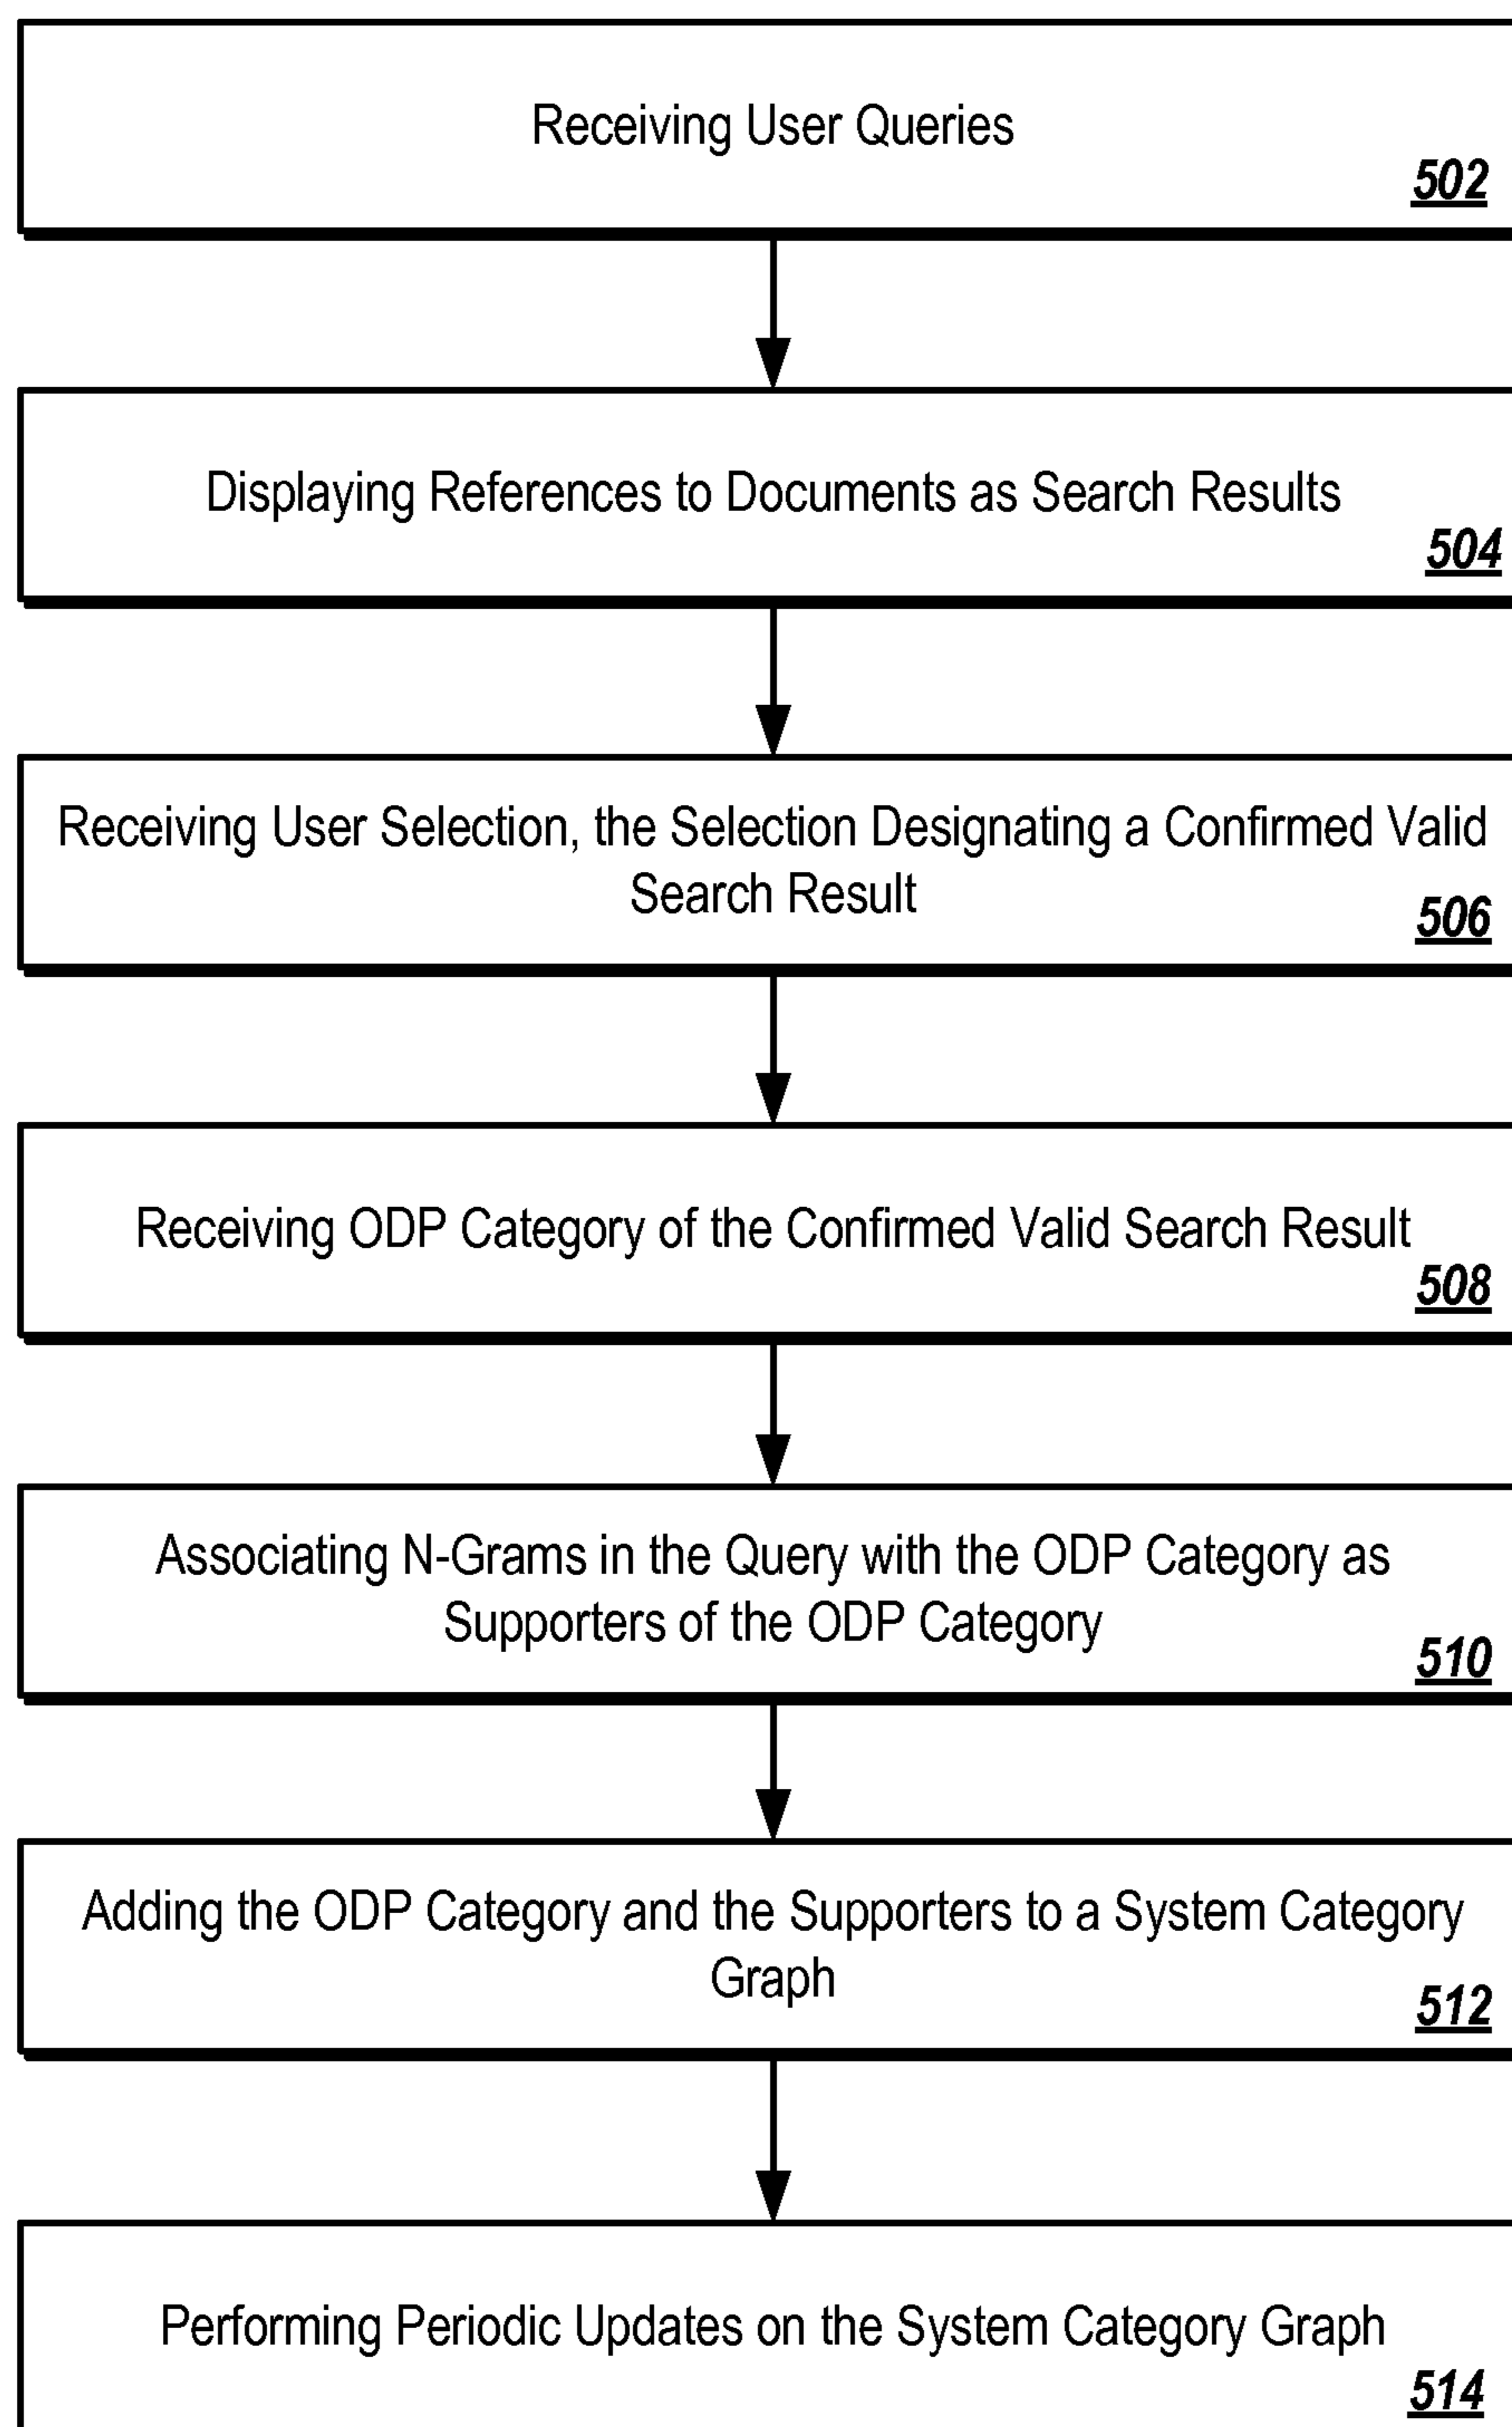 Receiving User Queries
502
Displaying References to Documents as Search Results
504
Receiving User Selection, the Selection Designating a Confirmed Valid
Search Result
506
Receiving ODP Category of the Confirmed Valid Search Result
508
Associating N-Grams in the Query with the ODP Category as
Supporters of the ODP Category
510
Adding the ODP Category and the Supporters to a System Category
Graph
512
Performing Periodic Updates on the System Category Graph
514